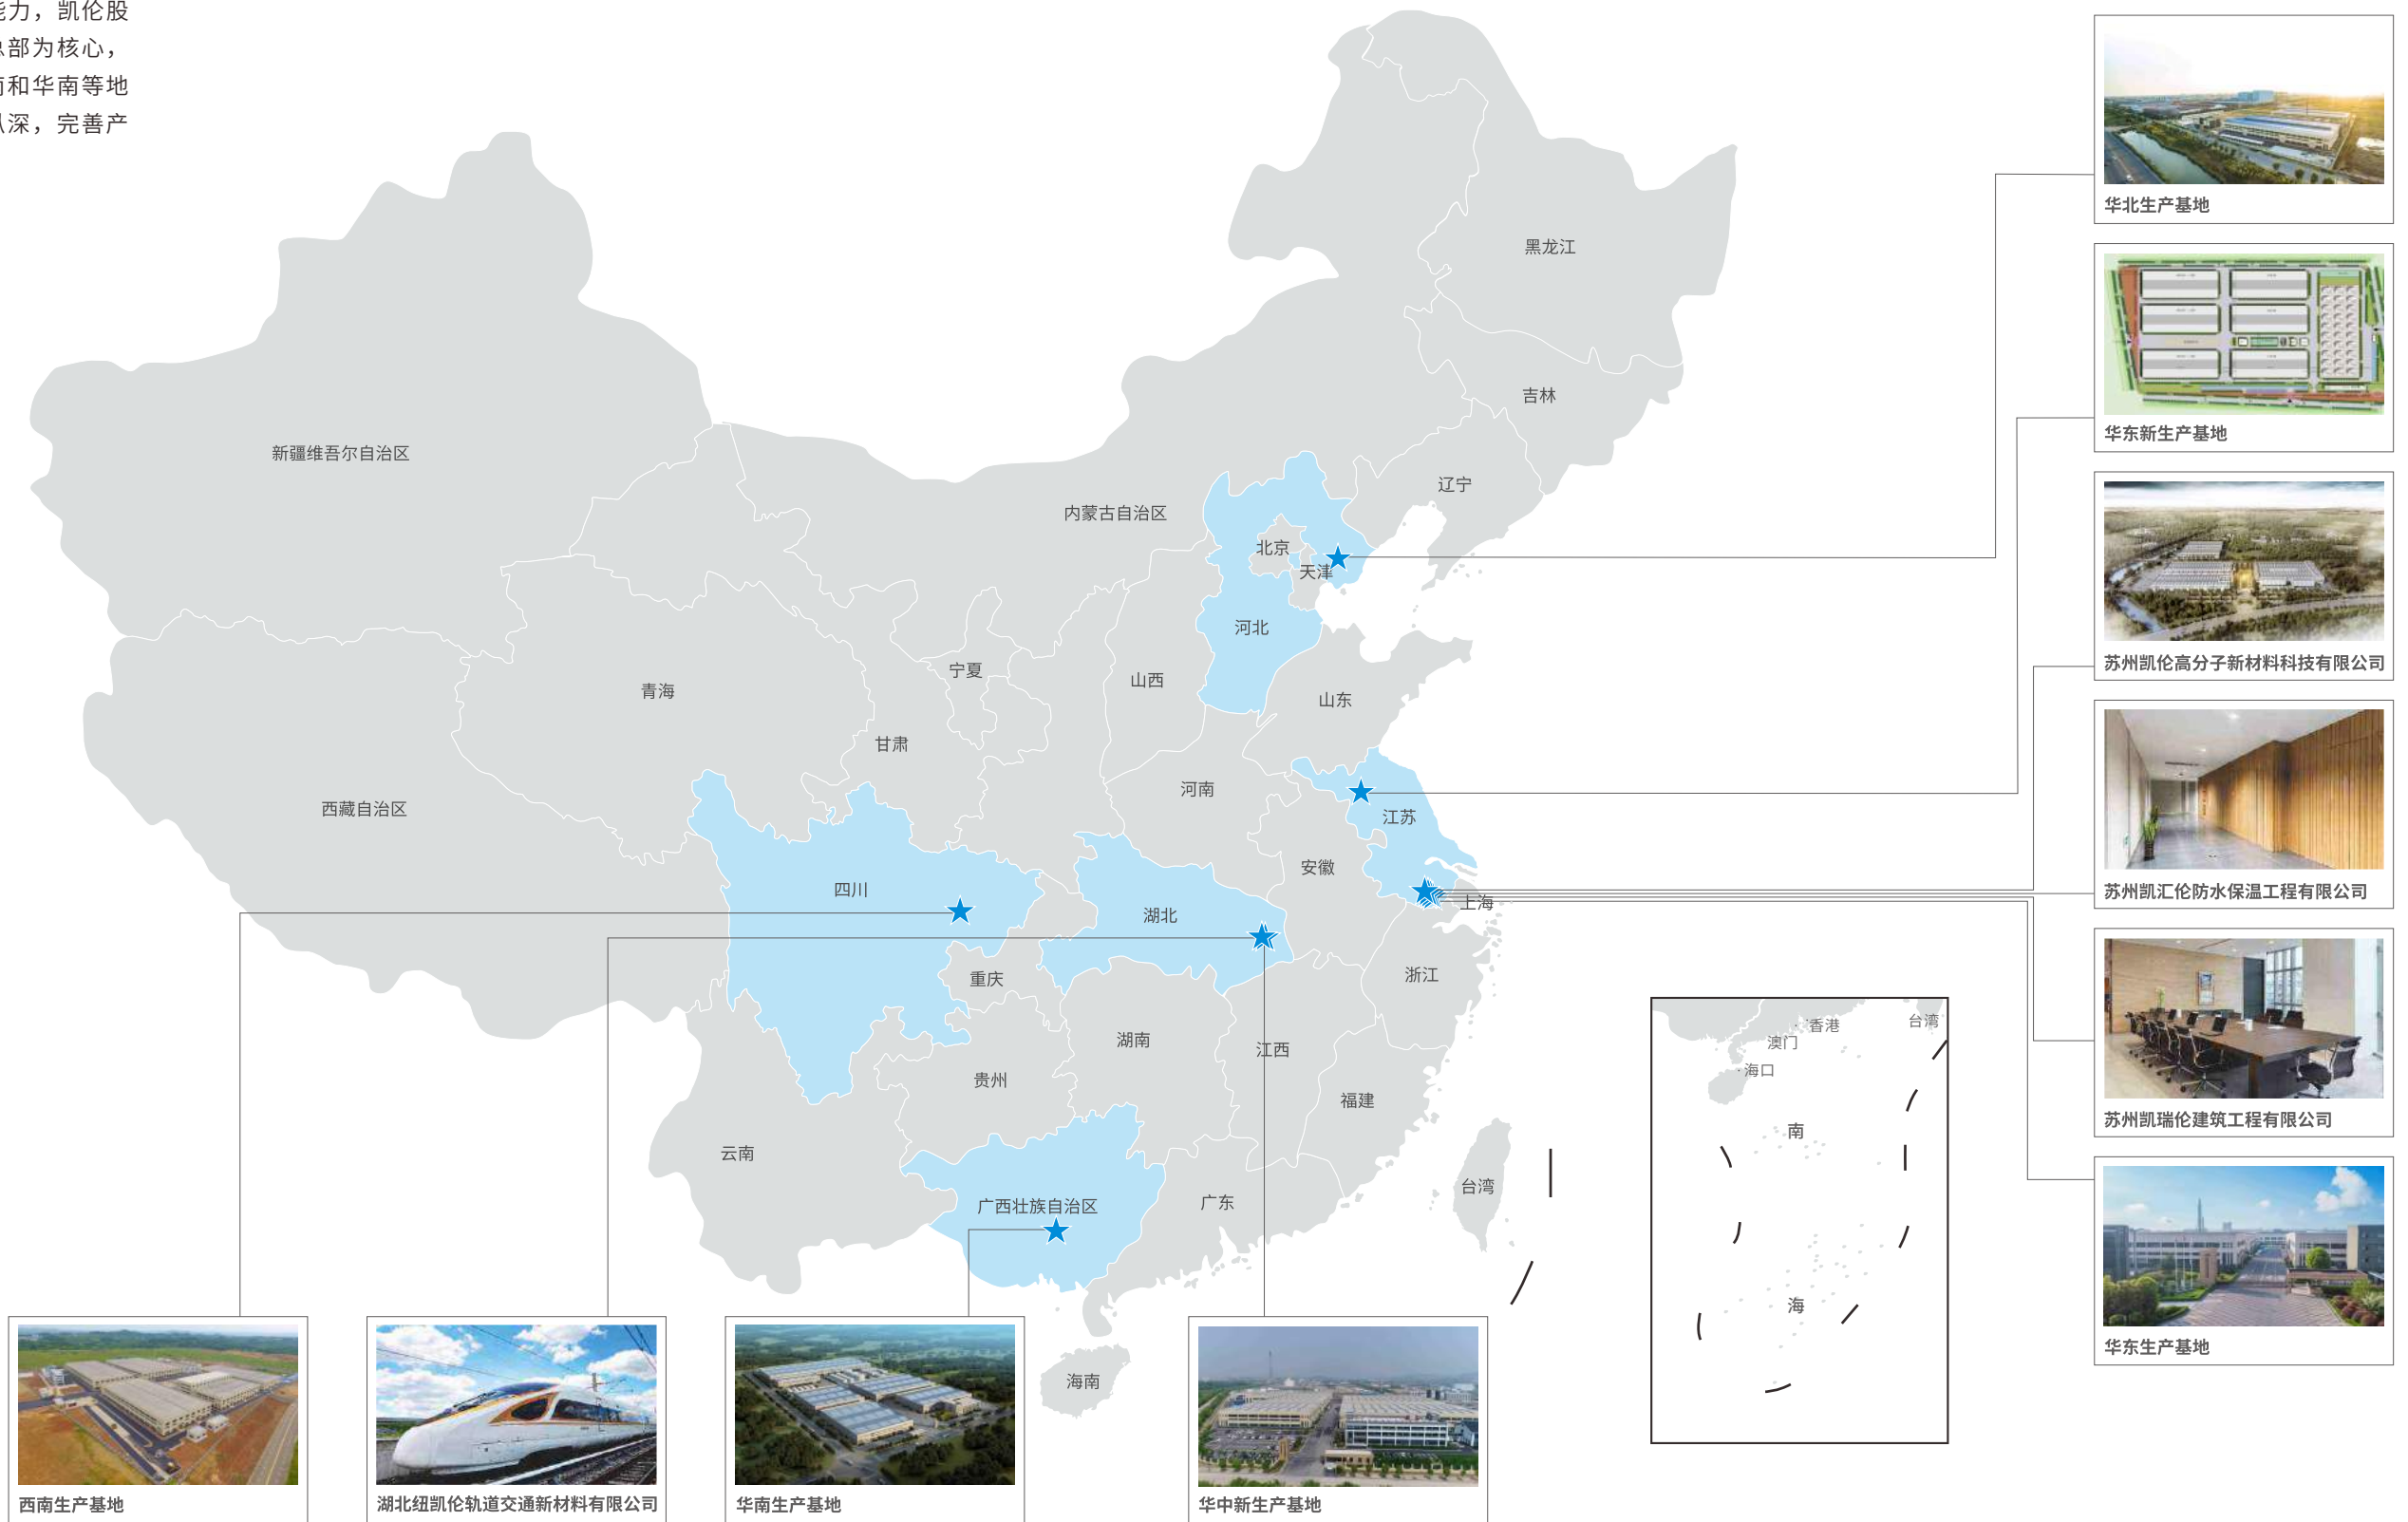 能力，凯伦股
总部为核心，
南和华南等地
纵深，完善产
黑龙江
吉林
辽宁
新疆维吾尔自治区
内蒙古自治区
北京
天津
河北
宁夏
青海
山西
山东
甘肃
西藏自治区
河南
江苏
安徽
四川
湖北
上海
重庆
浙江
湖南
江西
贵州
福建
云南
台湾
广西壮族自治区
广东
海南
香港
台湾
澳门
海口
南
海
华北生产基地
华东新生产基地
苏州凯伦高分子新材料科技有限公司
苏州凯汇伦防水保温工程有限公司
苏州凯瑞伦建筑工程有限公司
华东生产基地
西南生产基地
湖北纽凯伦轨道交通新材料有限公司
华南生产基地
华中新生产基地